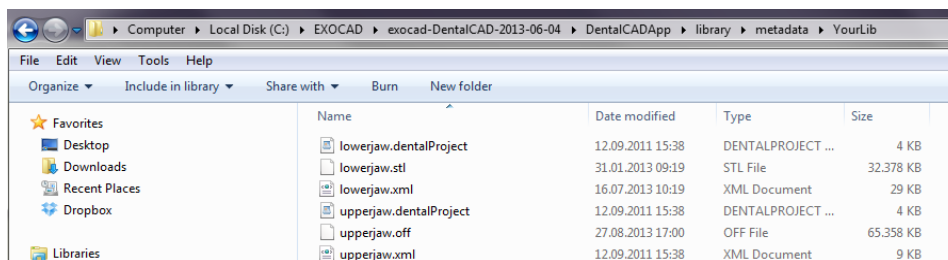 Computer ▸ Local Disk (C:) ▸ EXOCAD ▸ exocad-DentalCAD-2013-06-04 ▸ DentalCADApp ▸ library ▸ metadata ▸ YourLib
File Edit View Tools Help
Organize Include in library Share with Burn New folder
Name Date modified Type Size
Favorites
Desktop lowerjaw.dentalProject 12.09.2011 15:38 DENTALPROJECT ... 4 KB
Downloads lowerjaw.stl 31.01.2013 09:19 STL File 32.378 KB
Recent Places lowerjaw.xml 16.07.2013 10:19 XML Document 29 KB
Dropbox upperjaw.dentalProject 12.09.2011 15:38 DENTALPROJECT ... 4 KB
upperjaw.off 27.08.2013 17:00 OFF File 65.358 KB
Libraries upperjaw.xml 12.09.2011 15:38 XML Document 9 KB